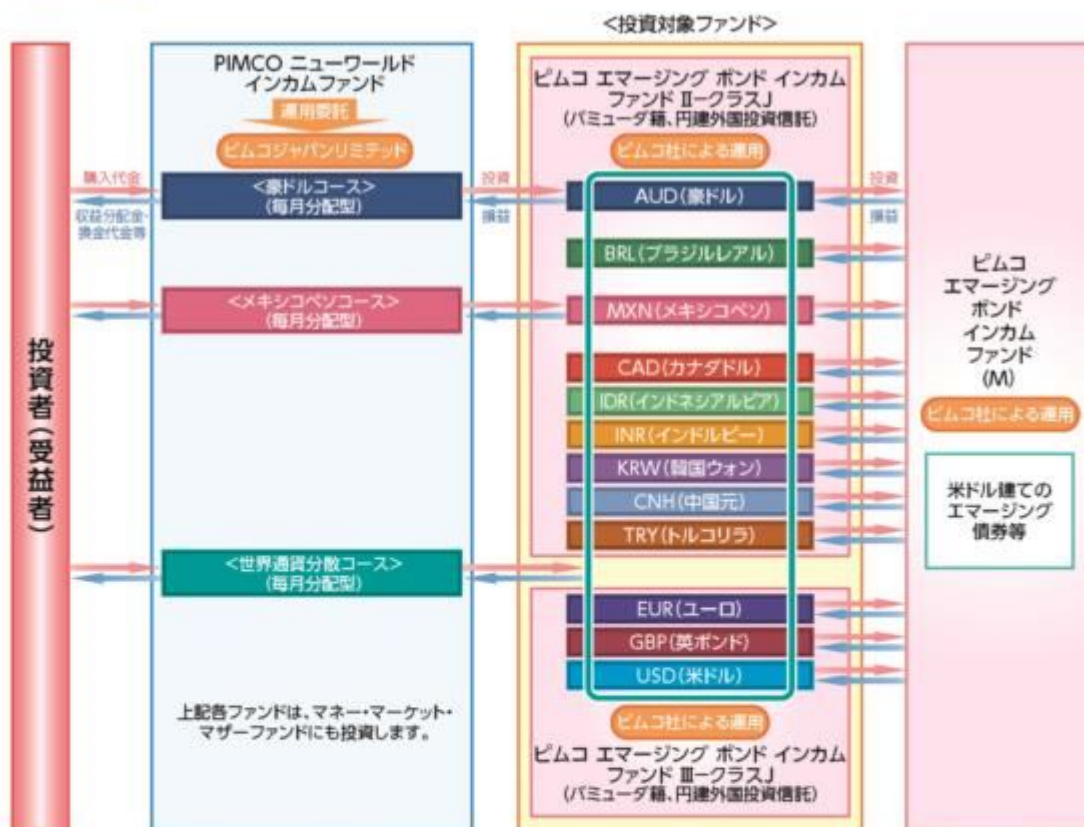 <投資対象ファンド>
PIMCO ニューワールド
インカムファンド
運用委託
ピムコジャパンリミテッド
ピムコ エマージング ボンド インカム
ファンド ⅡークラスJ
(バミューダ籍、円建外国投資信託)
ピムコ社による運用
購入代金
収益分配金・
換金代金等
<豪ドルコース>
(毎月分配型)
投資
損益
AUD(豪ドル)
投資
損益
BRL(ブラジルレアル)
<メキシコペソコース>
(毎月分配型)
MXN(メキシコペソ)
CAD(カナダドル)
IDR(インドネシアルピア)
INR(インドルピー)
KRW(韓国ウォン)
CNH(中国元)
TRY(トルコリラ)
<世界通貨分散コース>
(毎月分配型)
EUR(ユーロ)
GBP(英ポンド)
USD(米ドル)
ピムコ社による運用
ピムコ エマージング ボンド インカム
ファンド ⅢークラスJ
(バミューダ籍、円建外国投資信託)
上記各ファンドは、マネー・マーケット・
マザーファンドにも投資します。
投資者(受益者)
ピムコ
エマージング
ボンド
インカム
ファンド
(M)
ピムコ社による運用
米ドル建ての
エマージング
債券等